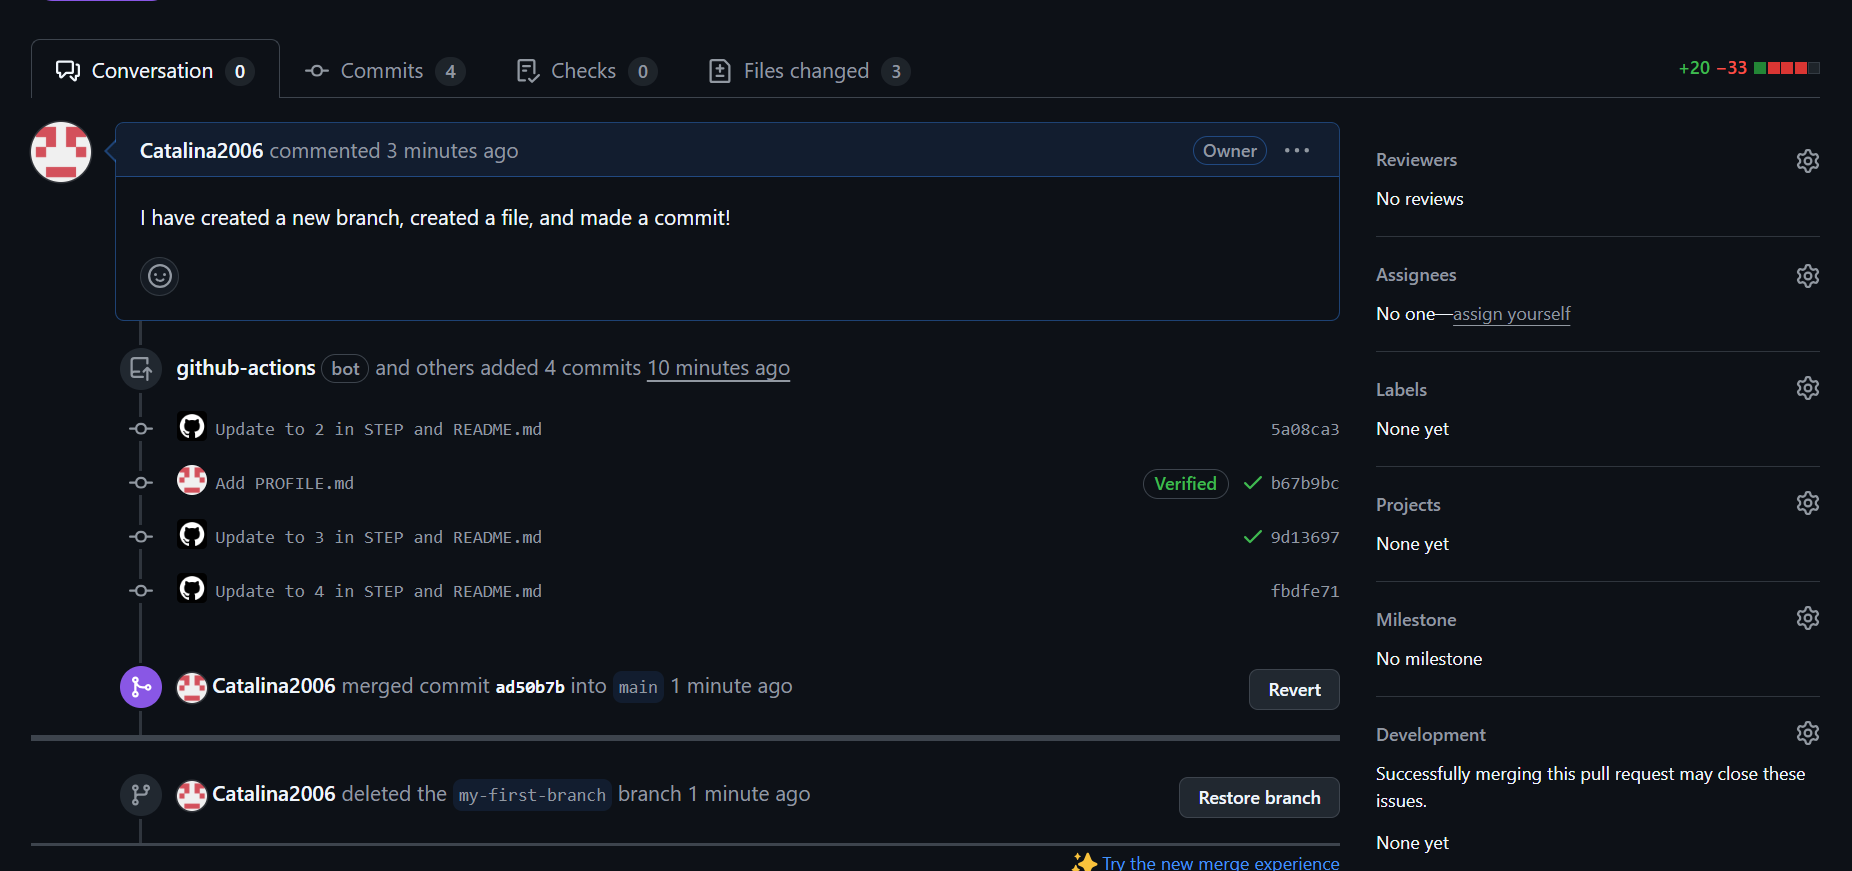 Conversation 0 Commits 4 Checks 0 Files changed 3
+20 −33
Catalina2006 commented 3 minutes ago
Owner
I have created a new branch, created a file, and made a commit!
github-actions bot and others added 4 commits 10 minutes ago
Update to 2 in STEP and README.md 5a08ca3
Add PROFILE.md Verified b67b9bc
Update to 3 in STEP and README.md 9d13697
Update to 4 in STEP and README.md fbdfe71
Catalina2006 merged commit ad50b7b into main 1 minute ago
Revert
Catalina2006 deleted the my-first-branch branch 1 minute ago
Restore branch
Try the new merge experience
Reviewers
No reviews
Assignees
No one—assign yourself
Labels
None yet
Projects
None yet
Milestone
No milestone
Development
Successfully merging this pull request may close these
issues.
None yet